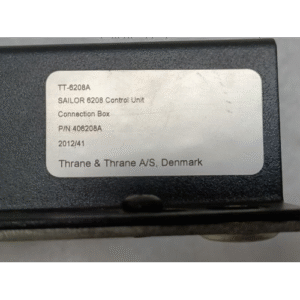 TT-6208A
SAILOR 6208 Control Unit
Connection Box
P/N 406208A
2012/41
Thrane & Thrane A/S, Denmark